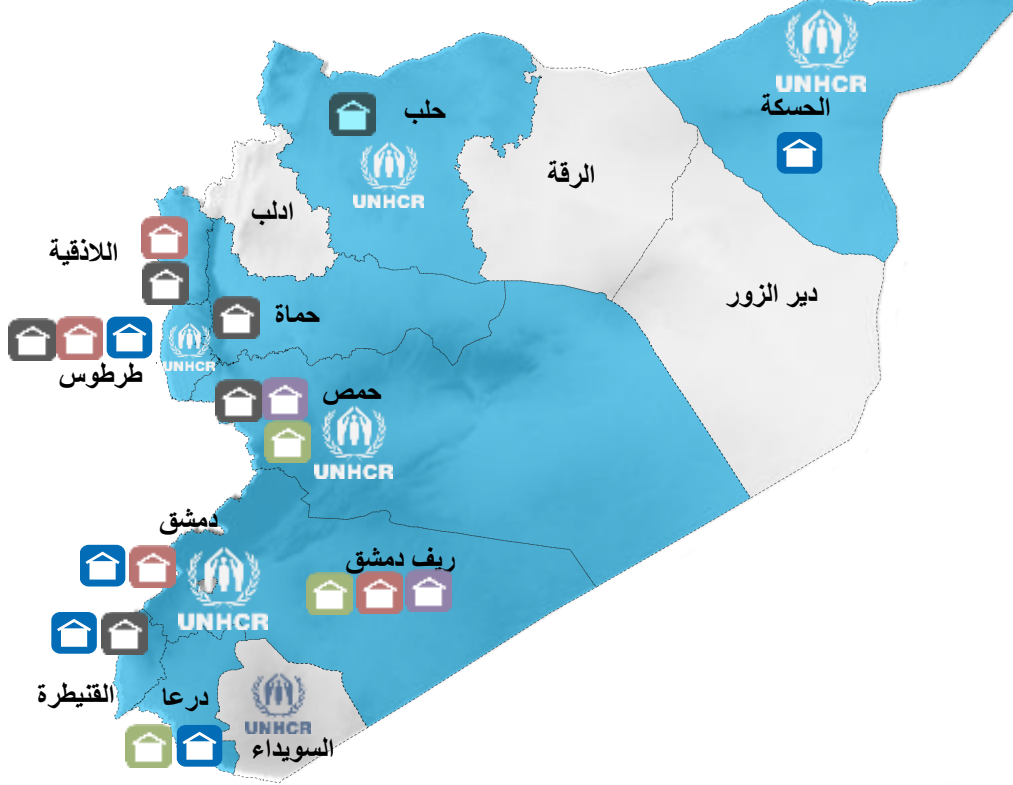 UNHCR
الحسكة
حلب
UNHCR
الرقة
ادلب
اللاذقية
دير الزور
حماة
UNHCR
طرطوس
حمص
UNHCR
دمشق
ريف دمشق
UNHCR
القنيطرة
درعا
UNHCR
السويداء